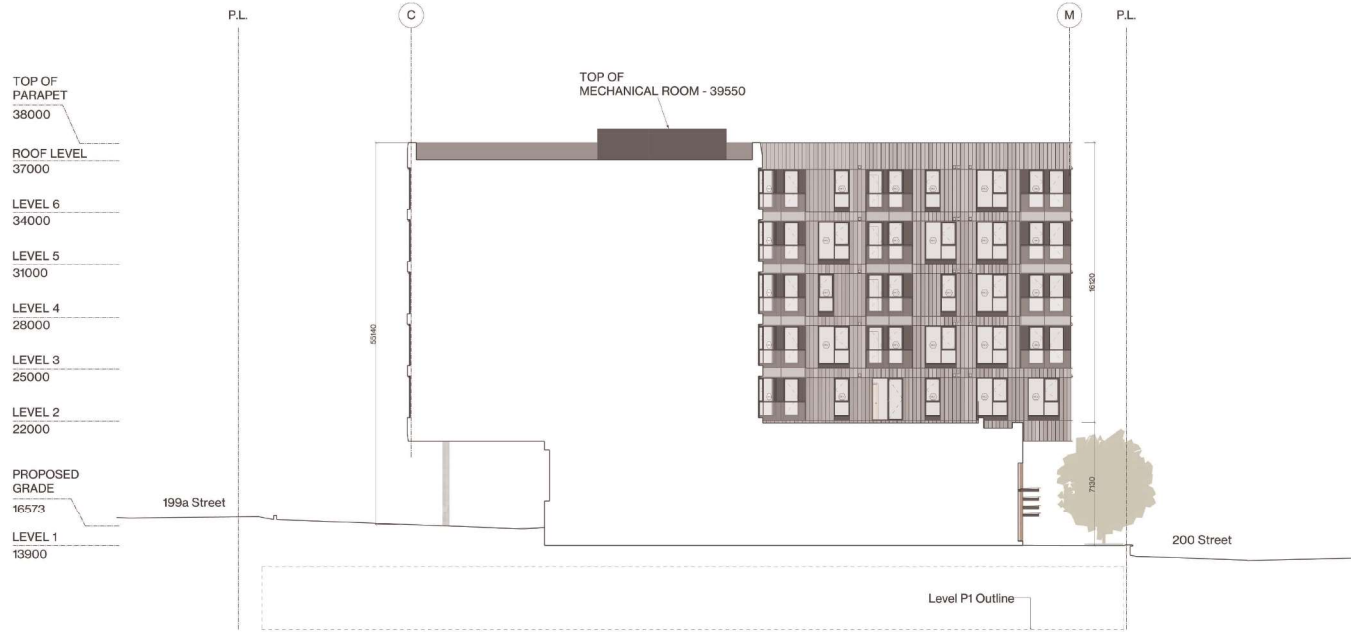 P.L.
C
M
P.L.
TOP OF
PARAPET
38000
TOP OF
MECHANICAL ROOM - 39550
ROOF LEVEL
37000
LEVEL 6
34000
LEVEL 5
31000
LEVEL 4
28000
LEVEL 3
25000
LEVEL 2
22000
16120
PROPOSED
GRADE
16573
199a Street
7130
LEVEL 1
13900
200 Street
Level P1 Outline